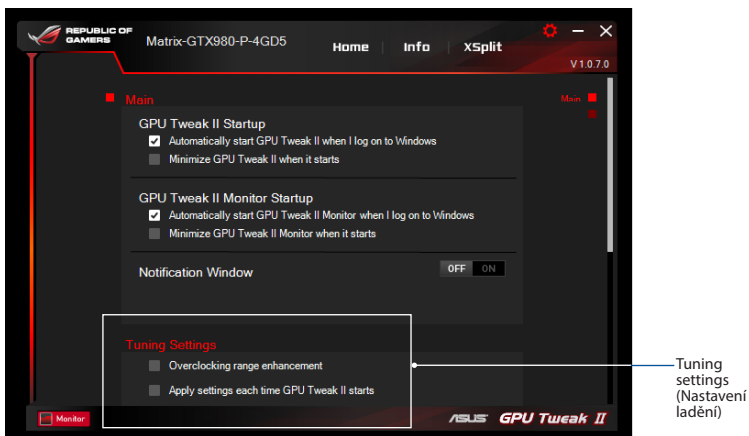 REPUBLIC OF
GAMERS
Matrix-GTX980-P-4GD5
Home
Info
XSplit
V 1.0.7.0
Main
Main
GPU Tweak II Startup
Automatically start GPU Tweak II when I log on to Windows
Minimize GPU Tweak II when it starts
GPU Tweak II Monitor Startup
Automatically start GPU Tweak II Monitor when I log on to Windows
Minimize GPU Tweak II Monitor when it starts
Notification Window
OFF ON
Tuning Settings
Overclocking range enhancement
Apply settings each time GPU Tweak II starts
Tuning
settings
(Nastavení
ladění)
Monitor
ASUS GPU Tweak II